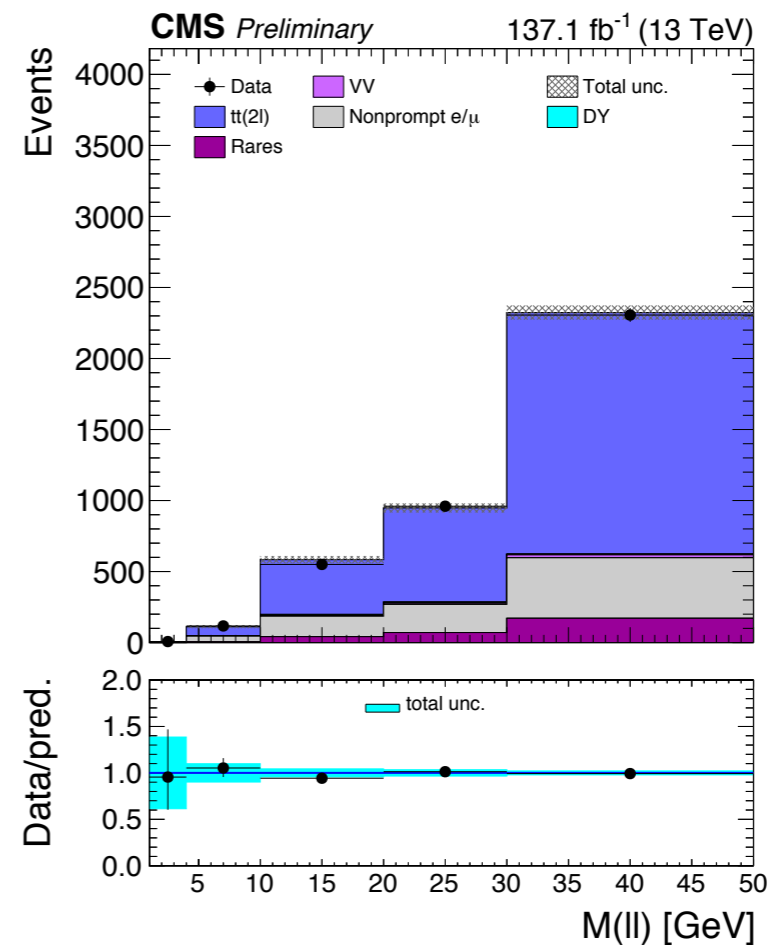 CMS Preliminary 137.1 fb⁻¹ (13 TeV)
Events
4000
3500
3000
2500
2000
1500
1000
500
0
Data VV Total unc.
tt(2l) Nonprompt e/μ DY
Rares
Data/pred.
2.0
1.5
1.0
0.5
0.0
total unc.
5 10 15 20 25 30 35 40 45 50
M(ll) [GeV]